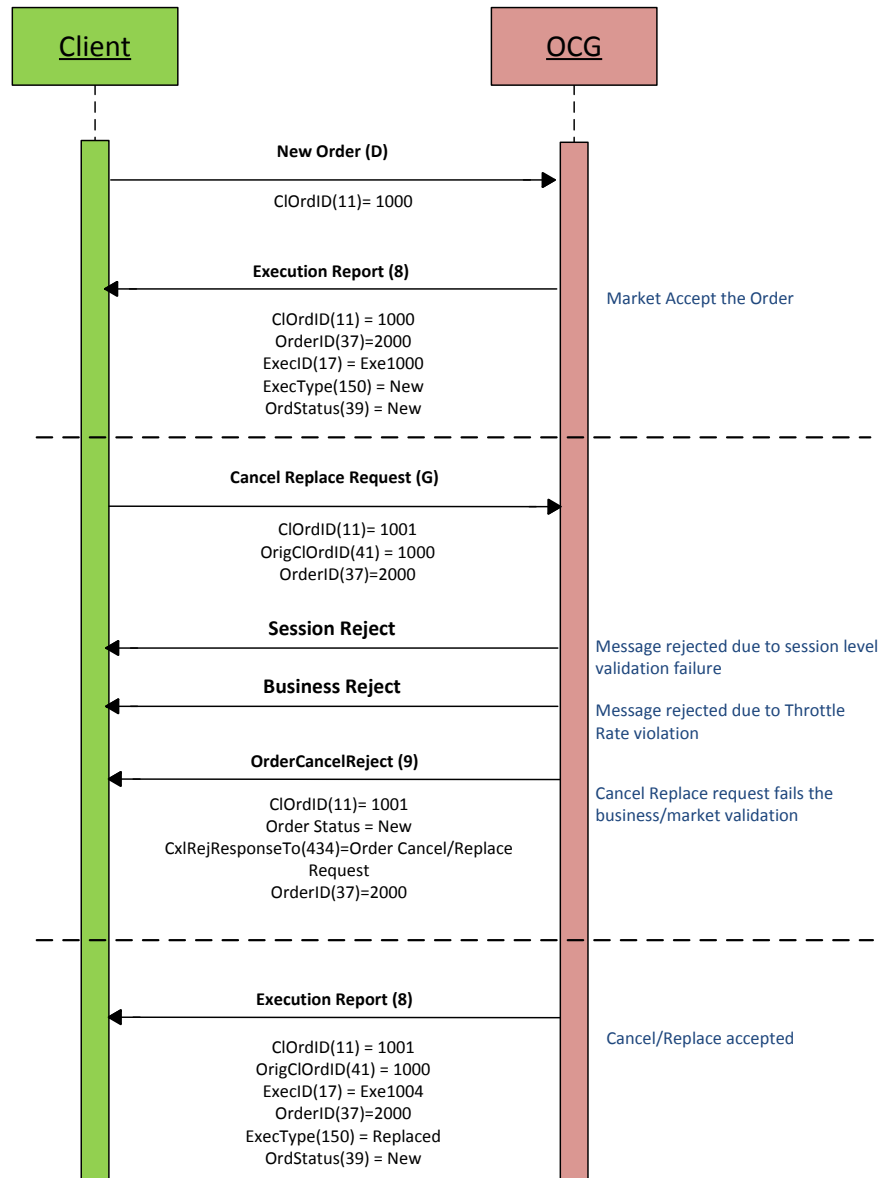 Client
OCG
New Order (D)
ClOrdID(11)= 1000
Execution Report (8)
Market Accept the Order
ClOrdID(11) = 1000
OrderID(37)=2000
ExecID(17) = Exe1000
ExecType(150) = New
OrdStatus(39) = New
Cancel Replace Request (G)
ClOrdID(11)= 1001
OrigClOrdID(41) = 1000
OrderID(37)=2000
Session Reject
Message rejected due to session level
validation failure
Business Reject
Message rejected due to Throttle
Rate violation
OrderCancelReject (9)
Cancel Replace request fails the
business/market validation
ClOrdID(11)= 1001
Order Status = New
CxlRejResponseTo(434)=Order Cancel/Replace
Request
OrderID(37)=2000
Execution Report (8)
Cancel/Replace accepted
ClOrdID(11) = 1001
OrigClOrdID(41) = 1000
ExecID(17) = Exe1004
OrderID(37)=2000
ExecType(150) = Replaced
OrdStatus(39) = New